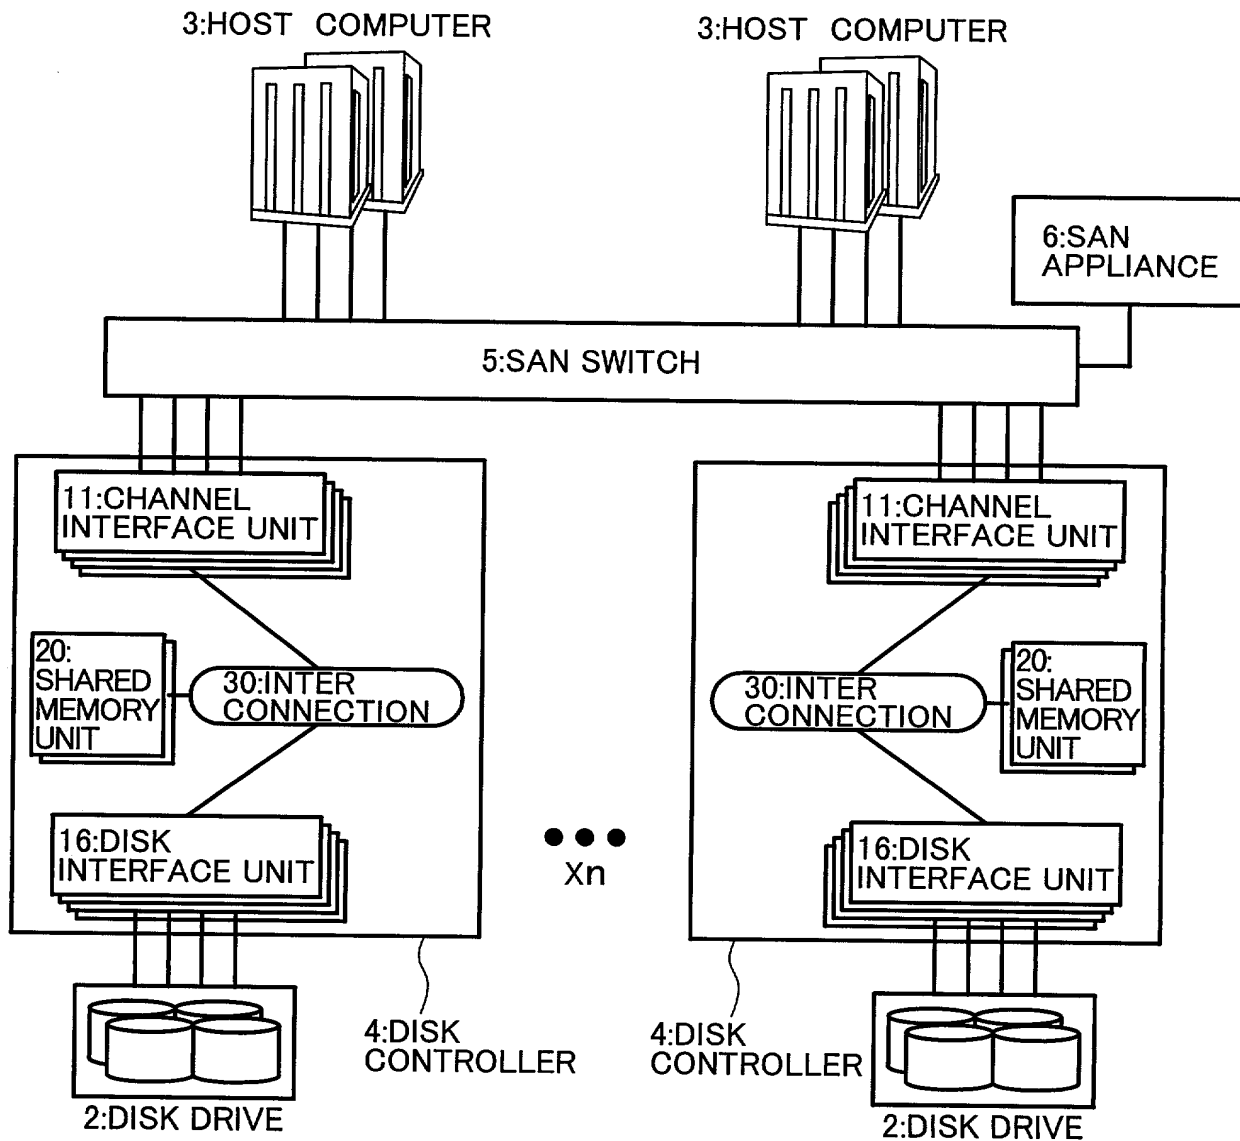 3:HOST COMPUTER
3:HOST COMPUTER
6:SAN
APPLIANCE
5:SAN SWITCH
11:CHANNEL
INTERFACE UNIT
11:CHANNEL
INTERFACE UNIT
20:
SHARED
MEMORY
UNIT
30:INTER
CONNECTION
30:INTER
CONNECTION
20:
SHARED
MEMORY
UNIT
16:DISK
INTERFACE UNIT
Xn
16:DISK
INTERFACE UNIT
4:DISK
CONTROLLER
4:DISK
CONTROLLER
2:DISK DRIVE
2:DISK DRIVE